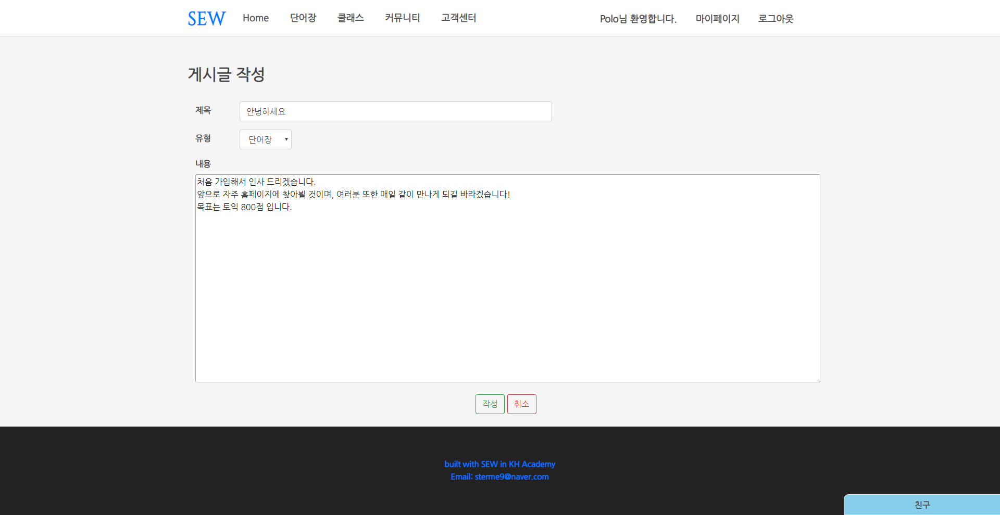 SEW Home 단어장 클래스 커뮤니티 고객센터 Polo님 환영합니다. 마이페이지 로그아웃
게시글 작성
제목 안녕하세요
유형 단어장
내용
처음 가입해서 인사 드리겠습니다.
앞으로 자주 홈페이지에 찾아뵐 것이며, 여러분 또한 매일 같이 만나게 되길 바라겠습니다!
목표는 토익 800점 입니다.
작성 취소
built with SEW in KH Academy
Email: sterme9@naver.com
친구